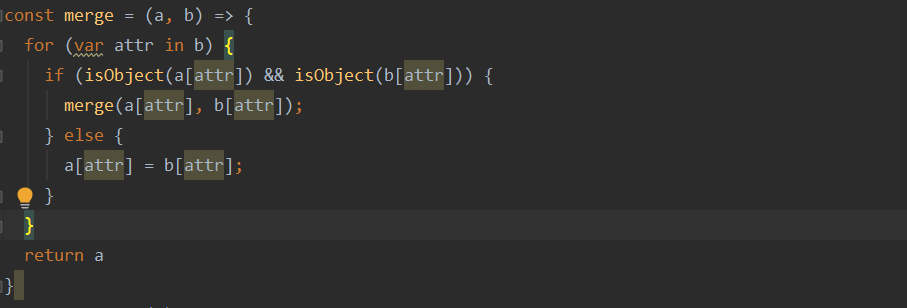 const merge = (a, b) => {
  for (var attr in b) {
    if (isObject(a[attr]) && isObject(b[attr])) {
      merge(a[attr], b[attr]);
    } else {
      a[attr] = b[attr];
    }
  }
  return a
}